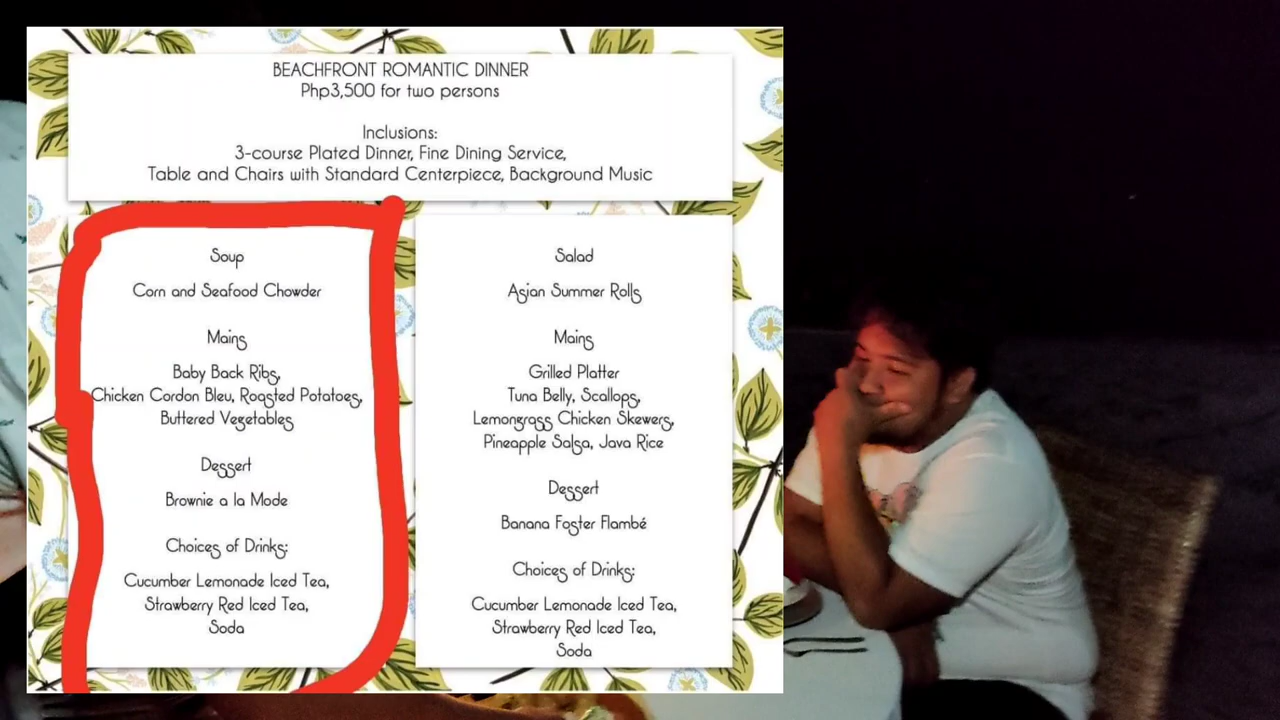 BEACHFRONT ROMANTIC DINNER
Php3,500 for two persons
Inclusions:
3-course Plated Dinner, Fine Dining Service,
Table and Chairs with Standard Centerpiece, Background Music
Soup
Corn and Seafood Chowder
Mains
Baby Back Ribs,
Chicken Cordon Bleu, Roasted Potatoes,
Buttered Vegetables
Dessert
Brownie a la Mode
Choices of Drinks:
Cucumber Lemonade Iced Tea,
Strawberry Red Iced Tea,
Soda
Salad
Asian Summer Rolls
Mains
Grilled Platter
Tuna Belly, Scallops,
Lemongrass Chicken Skewers,
Pineapple Salsa, Java Rice
Dessert
Banana Foster Flambé
Choices of Drinks:
Cucumber Lemonade Iced Tea,
Strawberry Red Iced Tea,
Soda